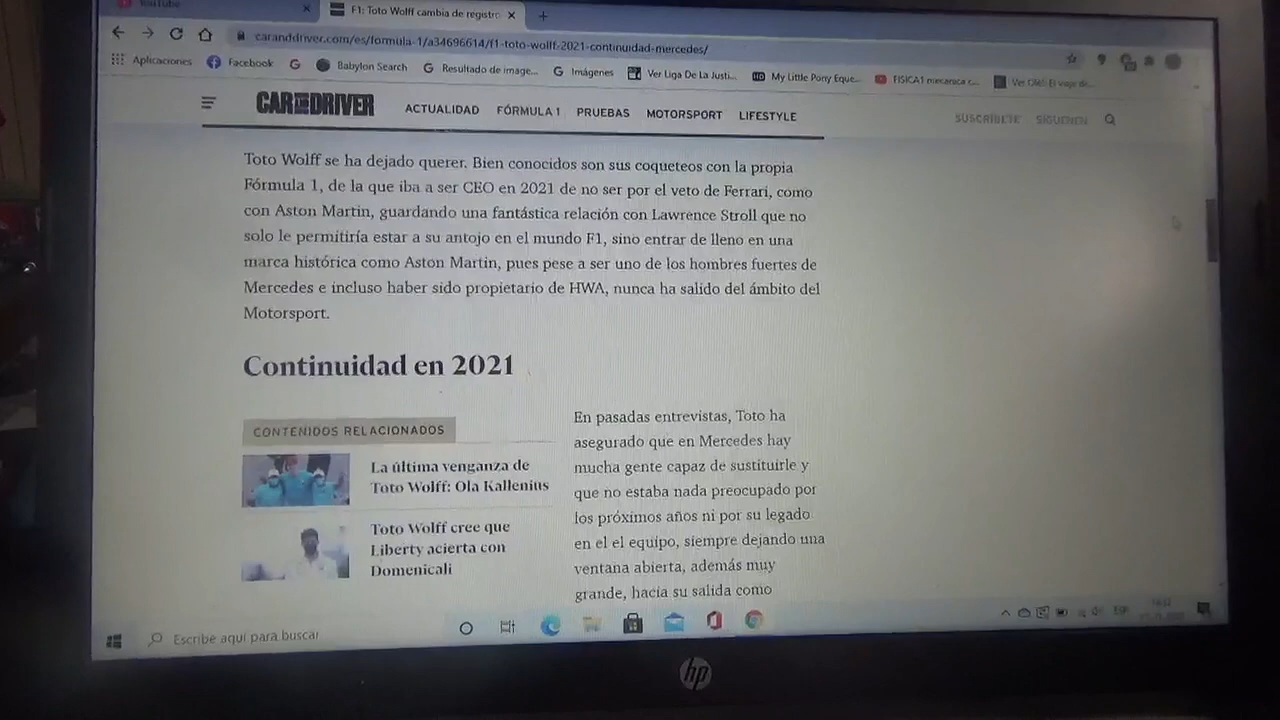 YouTube
F1: Toto Wolff cambia de registro
caranddriver.com/es/formula-1/a34696614/f1-toto-wolff-2021-continuidad-mercedes/
Aplicaciones Facebook Babylon Search Resultado de image... Imágenes Ver Liga De La Justi... My Little Pony Eque... FISICA1 mecanica c...
CAR AND DRIVER ACTUALIDAD FÓRMULA 1 PRUEBAS MOTORSPORT LIFESTYLE SUSCRÍBETE SÍGUENEN
Toto Wolff se ha dejado querer. Bien conocidos son sus coqueteos con la propia
Fórmula 1, de la que iba a ser CEO en 2021 de no ser por el veto de Ferrari, como
con Aston Martin, guardando una fantástica relación con Lawrence Stroll que no
solo le permitiría estar a su antojo en el mundo F1, sino entrar de lleno en una
marca histórica como Aston Martin, pues pese a ser uno de los hombres fuertes de
Mercedes e incluso haber sido propietario de HWA, nunca ha salido del ámbito del
Motorsport.
Continuidad en 2021
CONTENIDOS RELACIONADOS
La última venganza de
Toto Wolff: Ola Kallenius
Toto Wolff cree que
Liberty acierta con
Domenicali
En pasadas entrevistas, Toto ha
asegurado que en Mercedes hay
mucha gente capaz de sustituirle y
que no estaba nada preocupado por
los próximos años ni por su legado
en el el equipo, siempre dejando una
ventana abierta, además muy
grande, hacia su salida como
Escribe aquí para buscar
ESP
hp